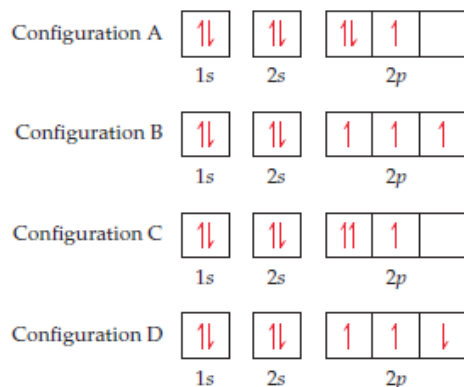 Configuration A
1s 2s 2p
Configuration B
1s 2s 2p
Configuration C
1s 2s 2p
Configuration D
1s 2s 2p